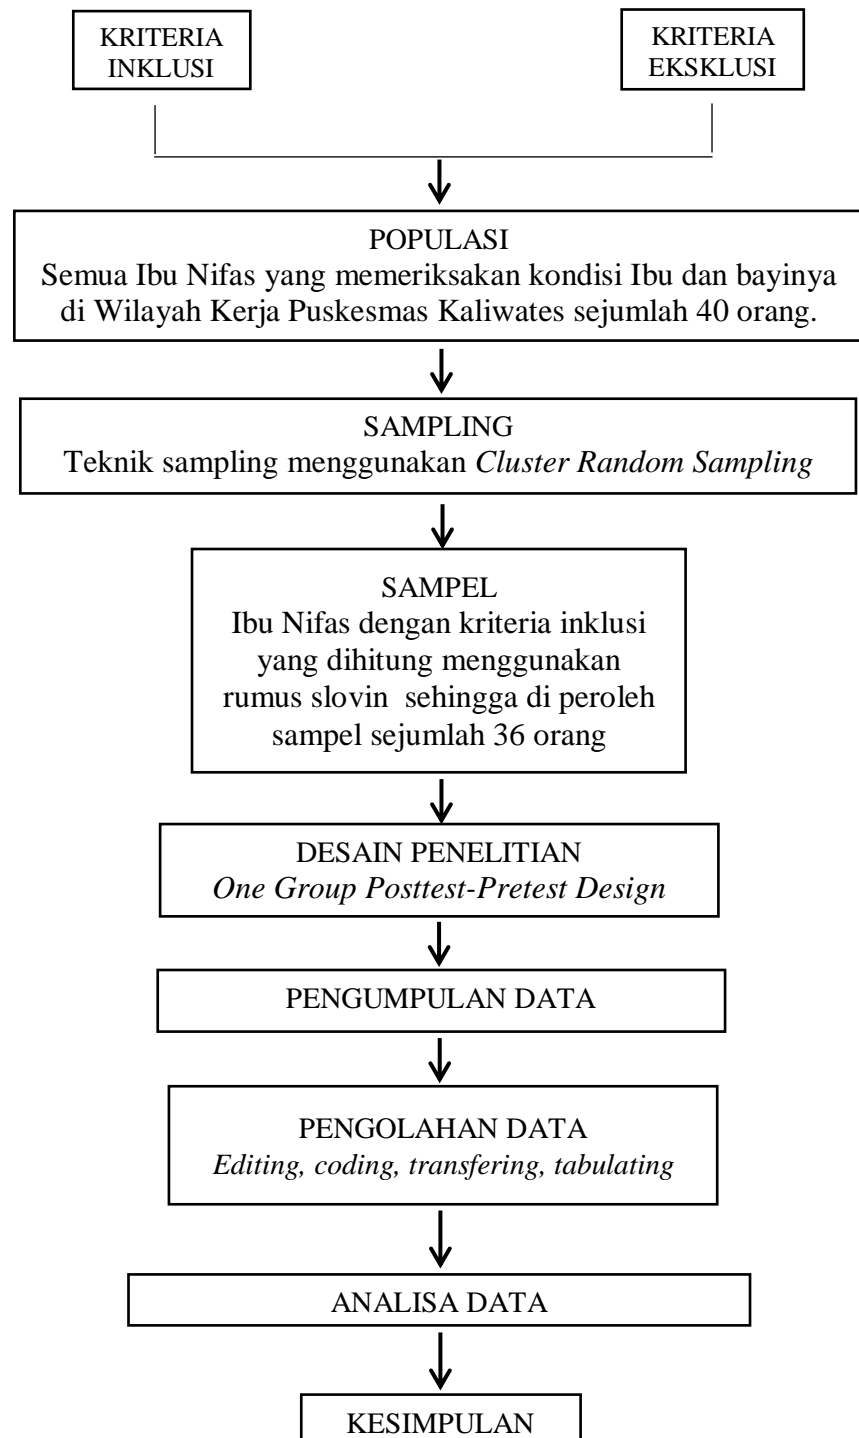 KRITERIA
INKLUSI
KRITERIA
EKSKLUSI
POPULASI
Semua Ibu Nifas yang memeriksakan kondisi Ibu dan bayinya
di Wilayah Kerja Puskesmas Kaliwates sejumlah 40 orang.
SAMPLING
Teknik sampling menggunakan Cluster Random Sampling
SAMPEL
Ibu Nifas dengan kriteria inklusi
yang dihitung menggunakan
rumus slovin sehingga di peroleh
sampel sejumlah 36 orang
DESAIN PENELITIAN
One Group Posttest-Pretest Design
PENGUMPULAN DATA
PENGOLAHAN DATA
Editing, coding, transfering, tabulating
ANALISA DATA
KESIMPULAN